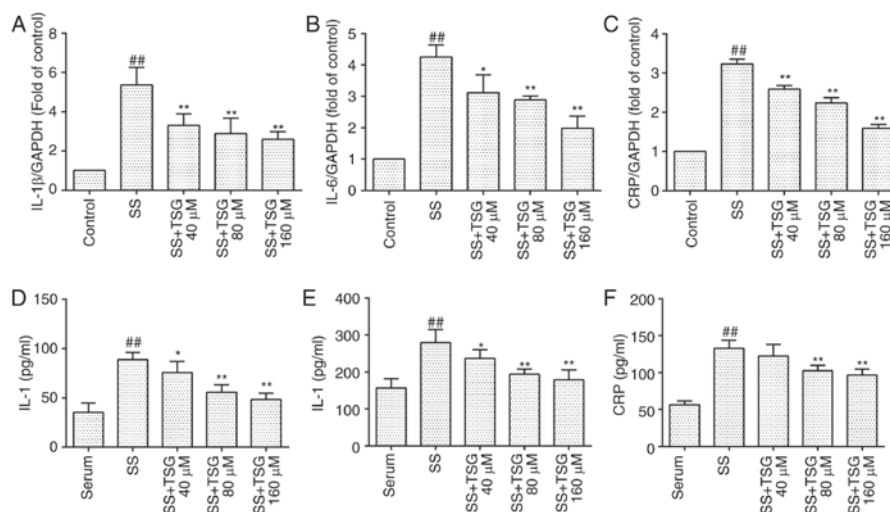 A
IL-1β/GAPDH (Fold of control)
8
6
4
2
0
##
**
**
**
Control
SS
SS+TSG
40 μM
SS+TSG
80 μM
SS+TSG
160 μM
B
IL-6/GAPDH (fold of control)
5
4
3
2
1
0
##
*
**
**
Control
SS
SS+TSG
40 μM
SS+TSG
80 μM
SS+TSG
160 μM
C
CRP/GAPDH (fold of control)
4
3
2
1
0
##
**
**
**
Control
SS
SS+TSG
40 μM
SS+TSG
80 μM
SS+TSG
160 μM
D
IL-1 (pg/ml)
150
100
50
0
##
*
**
**
Serum
SS
SS+TSG
40 μM
SS+TSG
80 μM
SS+TSG
160 μM
E
IL-1 (pg/ml)
400
300
200
100
0
##
*
**
**
Serum
SS
SS+TSG
40 μM
SS+TSG
80 μM
SS+TSG
160 μM
F
CRP (pg/ml)
200
150
100
50
0
##
**
**
Serum
SS
SS+TSG
40 μM
SS+TSG
80 μM
SS+TSG
160 μM